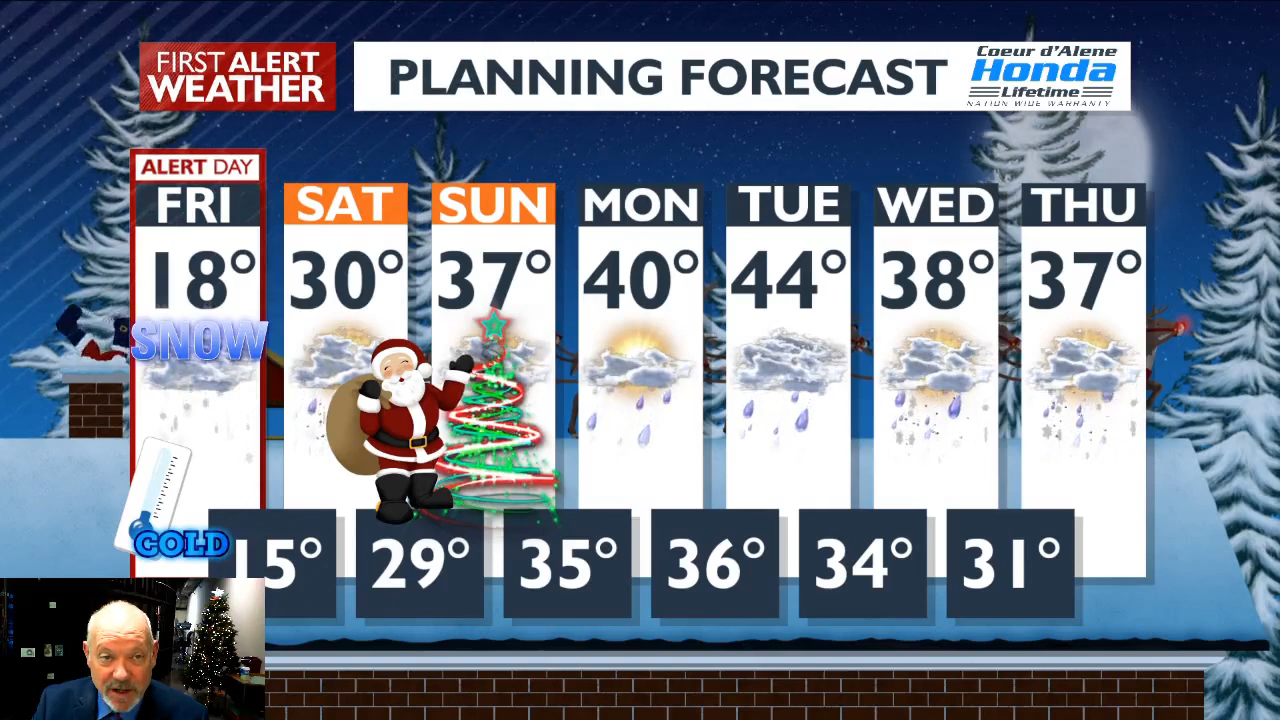 FIRST ALERT
WEATHER
PLANNING FORECAST
Coeur d'Alene
Honda
Lifetime
NATION WIDE WARRANTY
ALERT DAY
FRI SAT SUN MON TUE WED THU
18° 30° 37° 40° 44° 38° 37°
SNOW
COLD
15° 29° 35° 36° 34° 31°